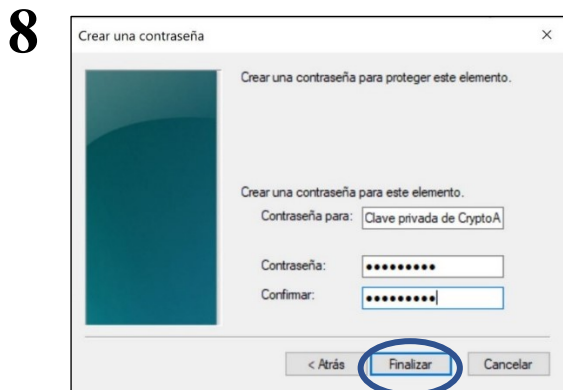 8
Crear una contraseña
Crear una contraseña para proteger este elemento.
Crear una contraseña para este elemento.
Contraseña para: Clave privada de CryptoA
Contraseña: •••••••••
Confirmar: •••••••••
< Atrás Finalizar Cancelar